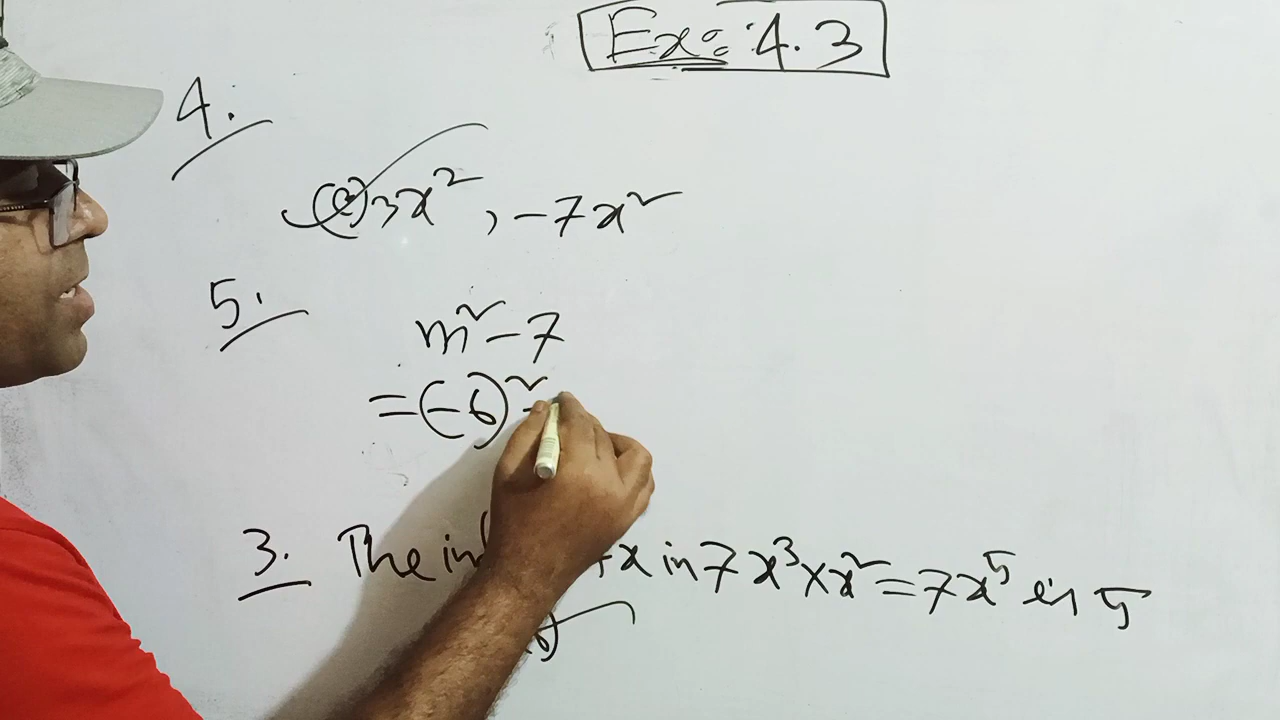 Ex: 4.3
4.
3x², -7x²
5.
m² - 7
= (-6)² -
3. The in x in 7x³ × x² = 7x⁵ is 5